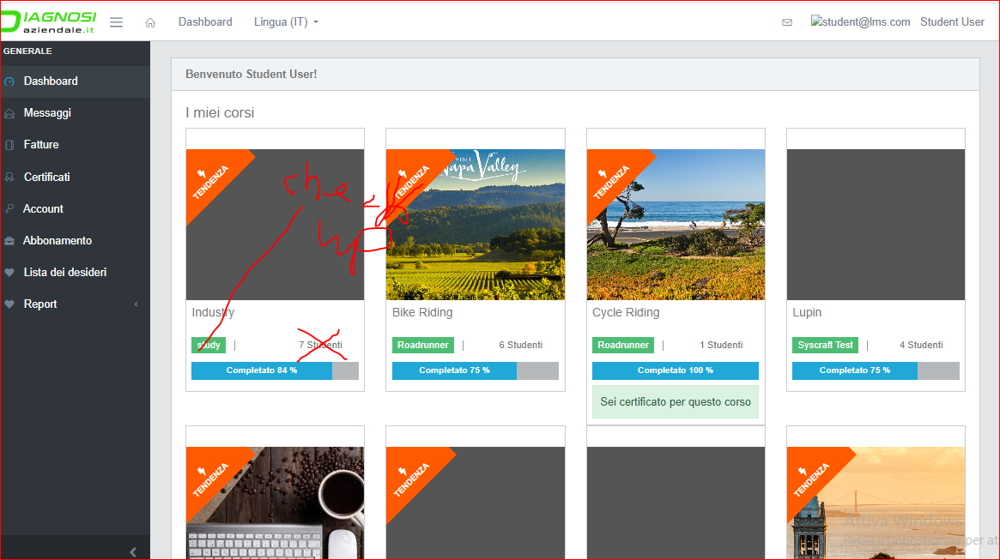 DIAGNOSI
aziendale.it
Dashboard
Lingua (IT)
student@lms.com
Student User
GENERALE
Dashboard
Messaggi
Fatture
Certificati
Account
Abbonamento
Lista dei desideri
Report
Benvenuto Student User!
I miei corsi
TENDENZA
TENDENZA
VISIT
Napa Valley
TENDENZA
Industry
Bike Riding
Cycle Riding
Lupin
study | 7 Studenti
Roadrunner | 6 Studenti
Roadrunner | 1 Studenti
Syscraft Test | 4 Studenti
Completato 84 %
Completato 75 %
Completato 100 %
Completato 75 %
Sei certificato per questo corso
TENDENZA
TENDENZA
TENDENZA
Attiva Windows
per at